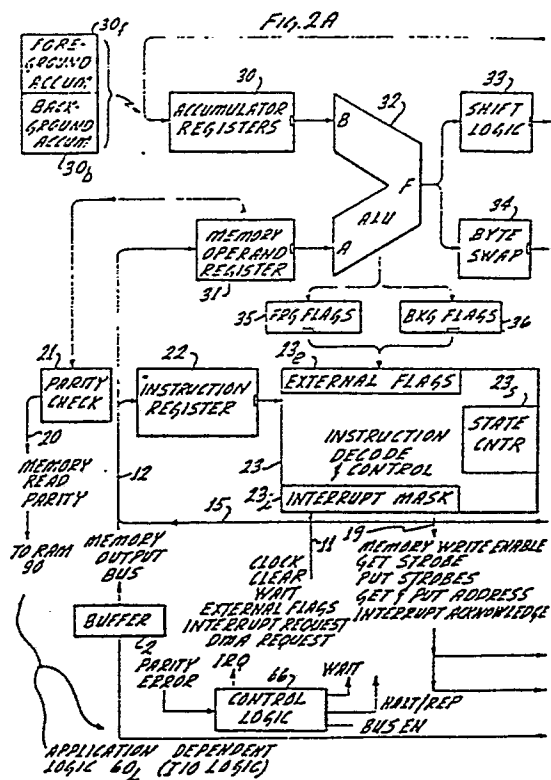 FIG. 2A
30f
FORE-
GROUND
ACCUM.
BACK-
GROUND
ACCUM.
30b
30
ACCUMULATOR
REGISTERS
32
B
F
ALU
A
33
SHIFT
LOGIC
34
BYTE
SWAP
MEMORY
OPERAND
REGISTER
31
35
FPG FLAGS
BKG FLAGS
36
21
PARITY
CHECK
20
MEMORY
READ
PARITY
TO RAM
90
22
INSTRUCTION
REGISTER
12
23e
EXTERNAL FLAGS
23s
STATE
CNTR
INSTRUCTION
DECODE
& CONTROL
23
23i
INTERRUPT MASK
15
11
19
MEMORY
OUTPUT
BUS
CLOCK
CLEAR
WAIT
EXTERNAL FLAGS
INTERRUPT REQUEST
DMA REQUEST
MEMORY WRITE ENABLE
GET STROBE
PUT STROBES
GET & PUT ADDRESS
INTERRUPT ACKNOWLEDGE
BUFFER
PARITY
ERROR
IRQ
66
CONTROL
LOGIC
WAIT
HALT/REP
BUS EN
APPLICATION DEPENDENT
LOGIC 60 (I10 LOGIC)